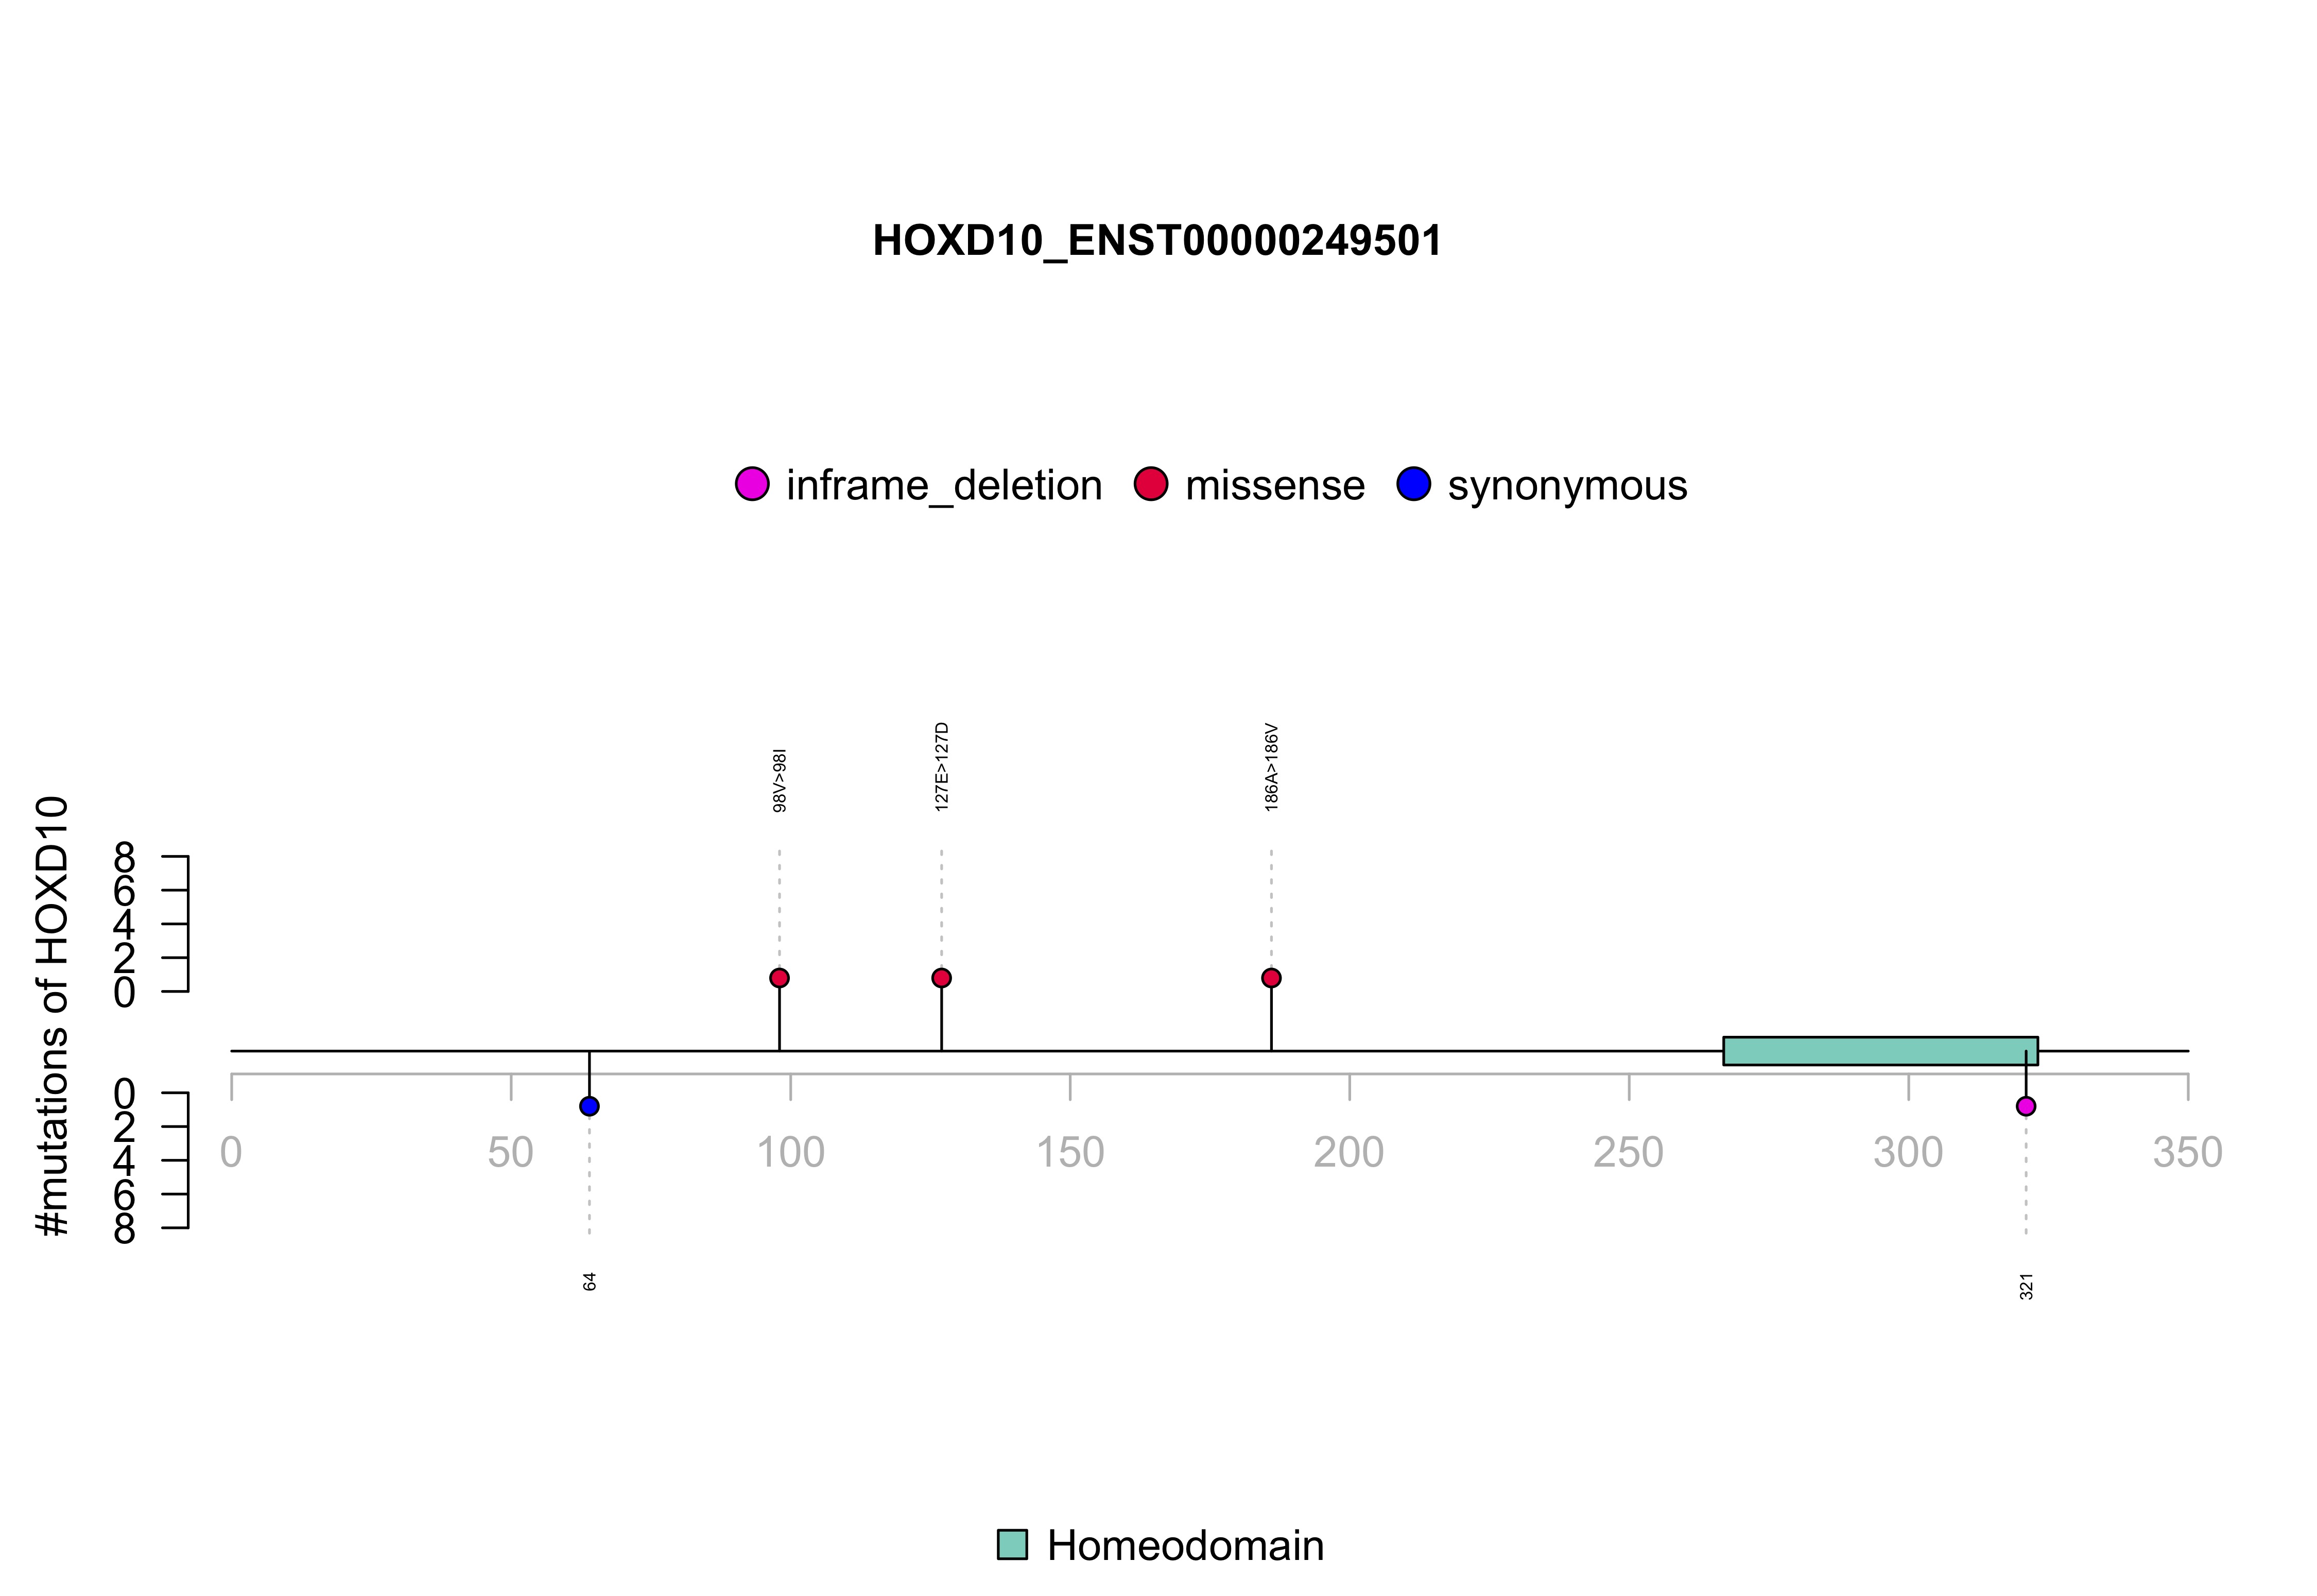 HOXD10_ENST00000249501
inframe_deletion missense synonymous
98V>98I
127E>127D
186A>186V
#mutations of HOXD10
8
6
4
2
0
0
2
4
6
8
0 50 100 150 200 250 300 350
64
321
Homeodomain